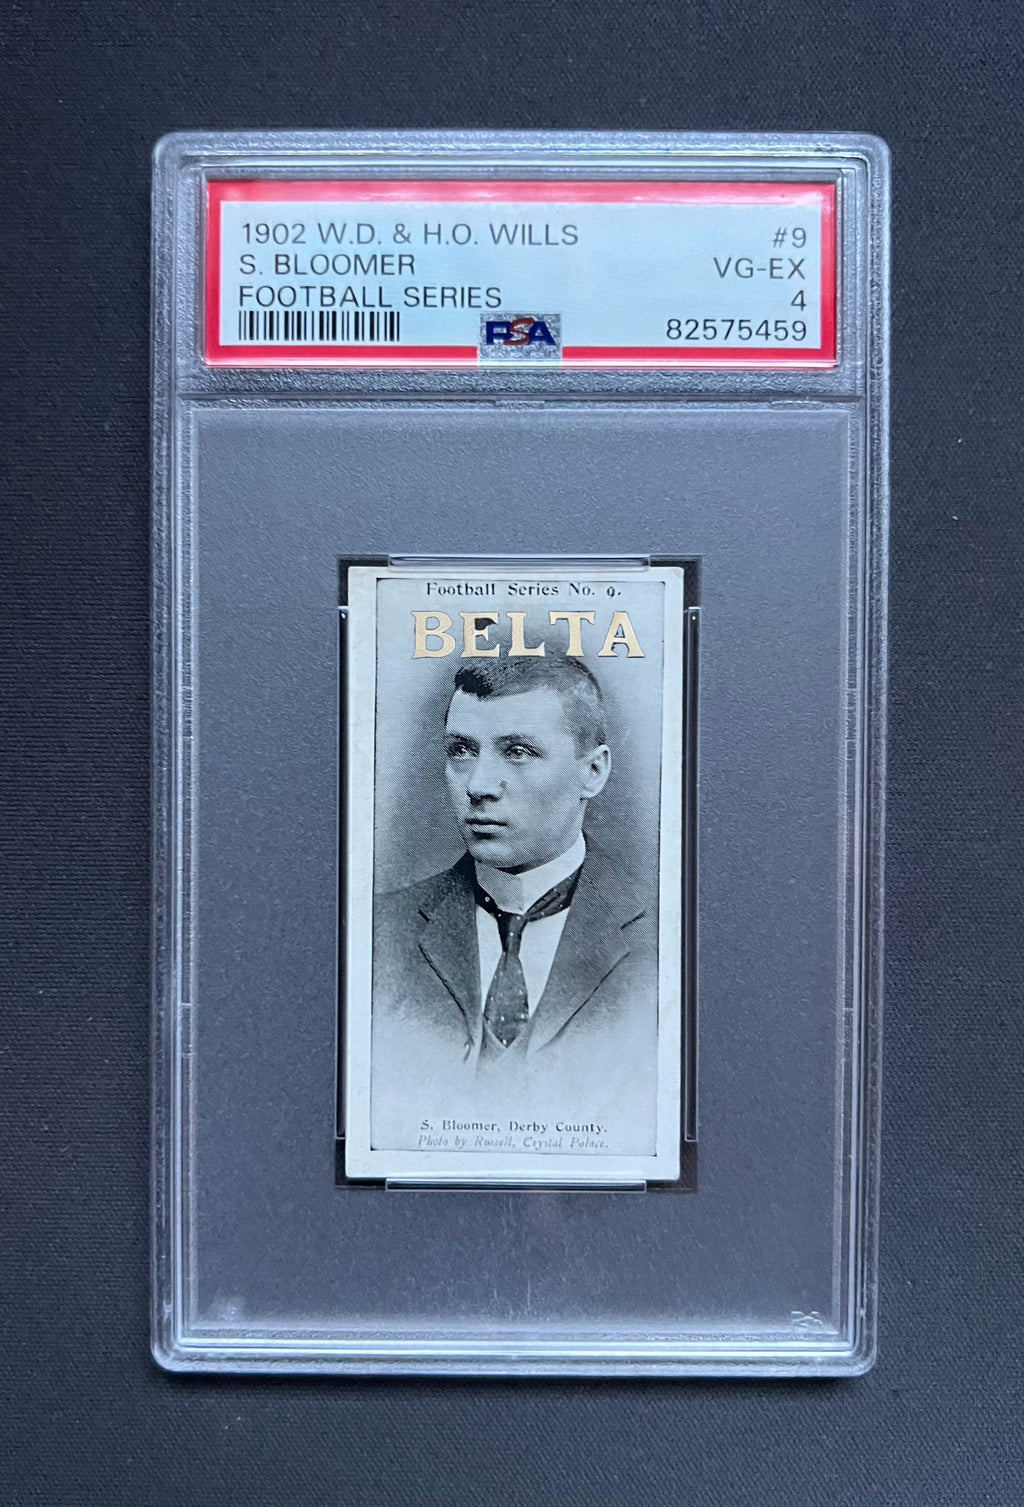 1902 W.D. & H.O. WILLS #9
S. BLOOMER VG-EX
FOOTBALL SERIES 4
PSA 82575459
Football Series No. 9.
BELTA
S. Bloomer, Derby County.
Photo by Russell, Crystal Palace.